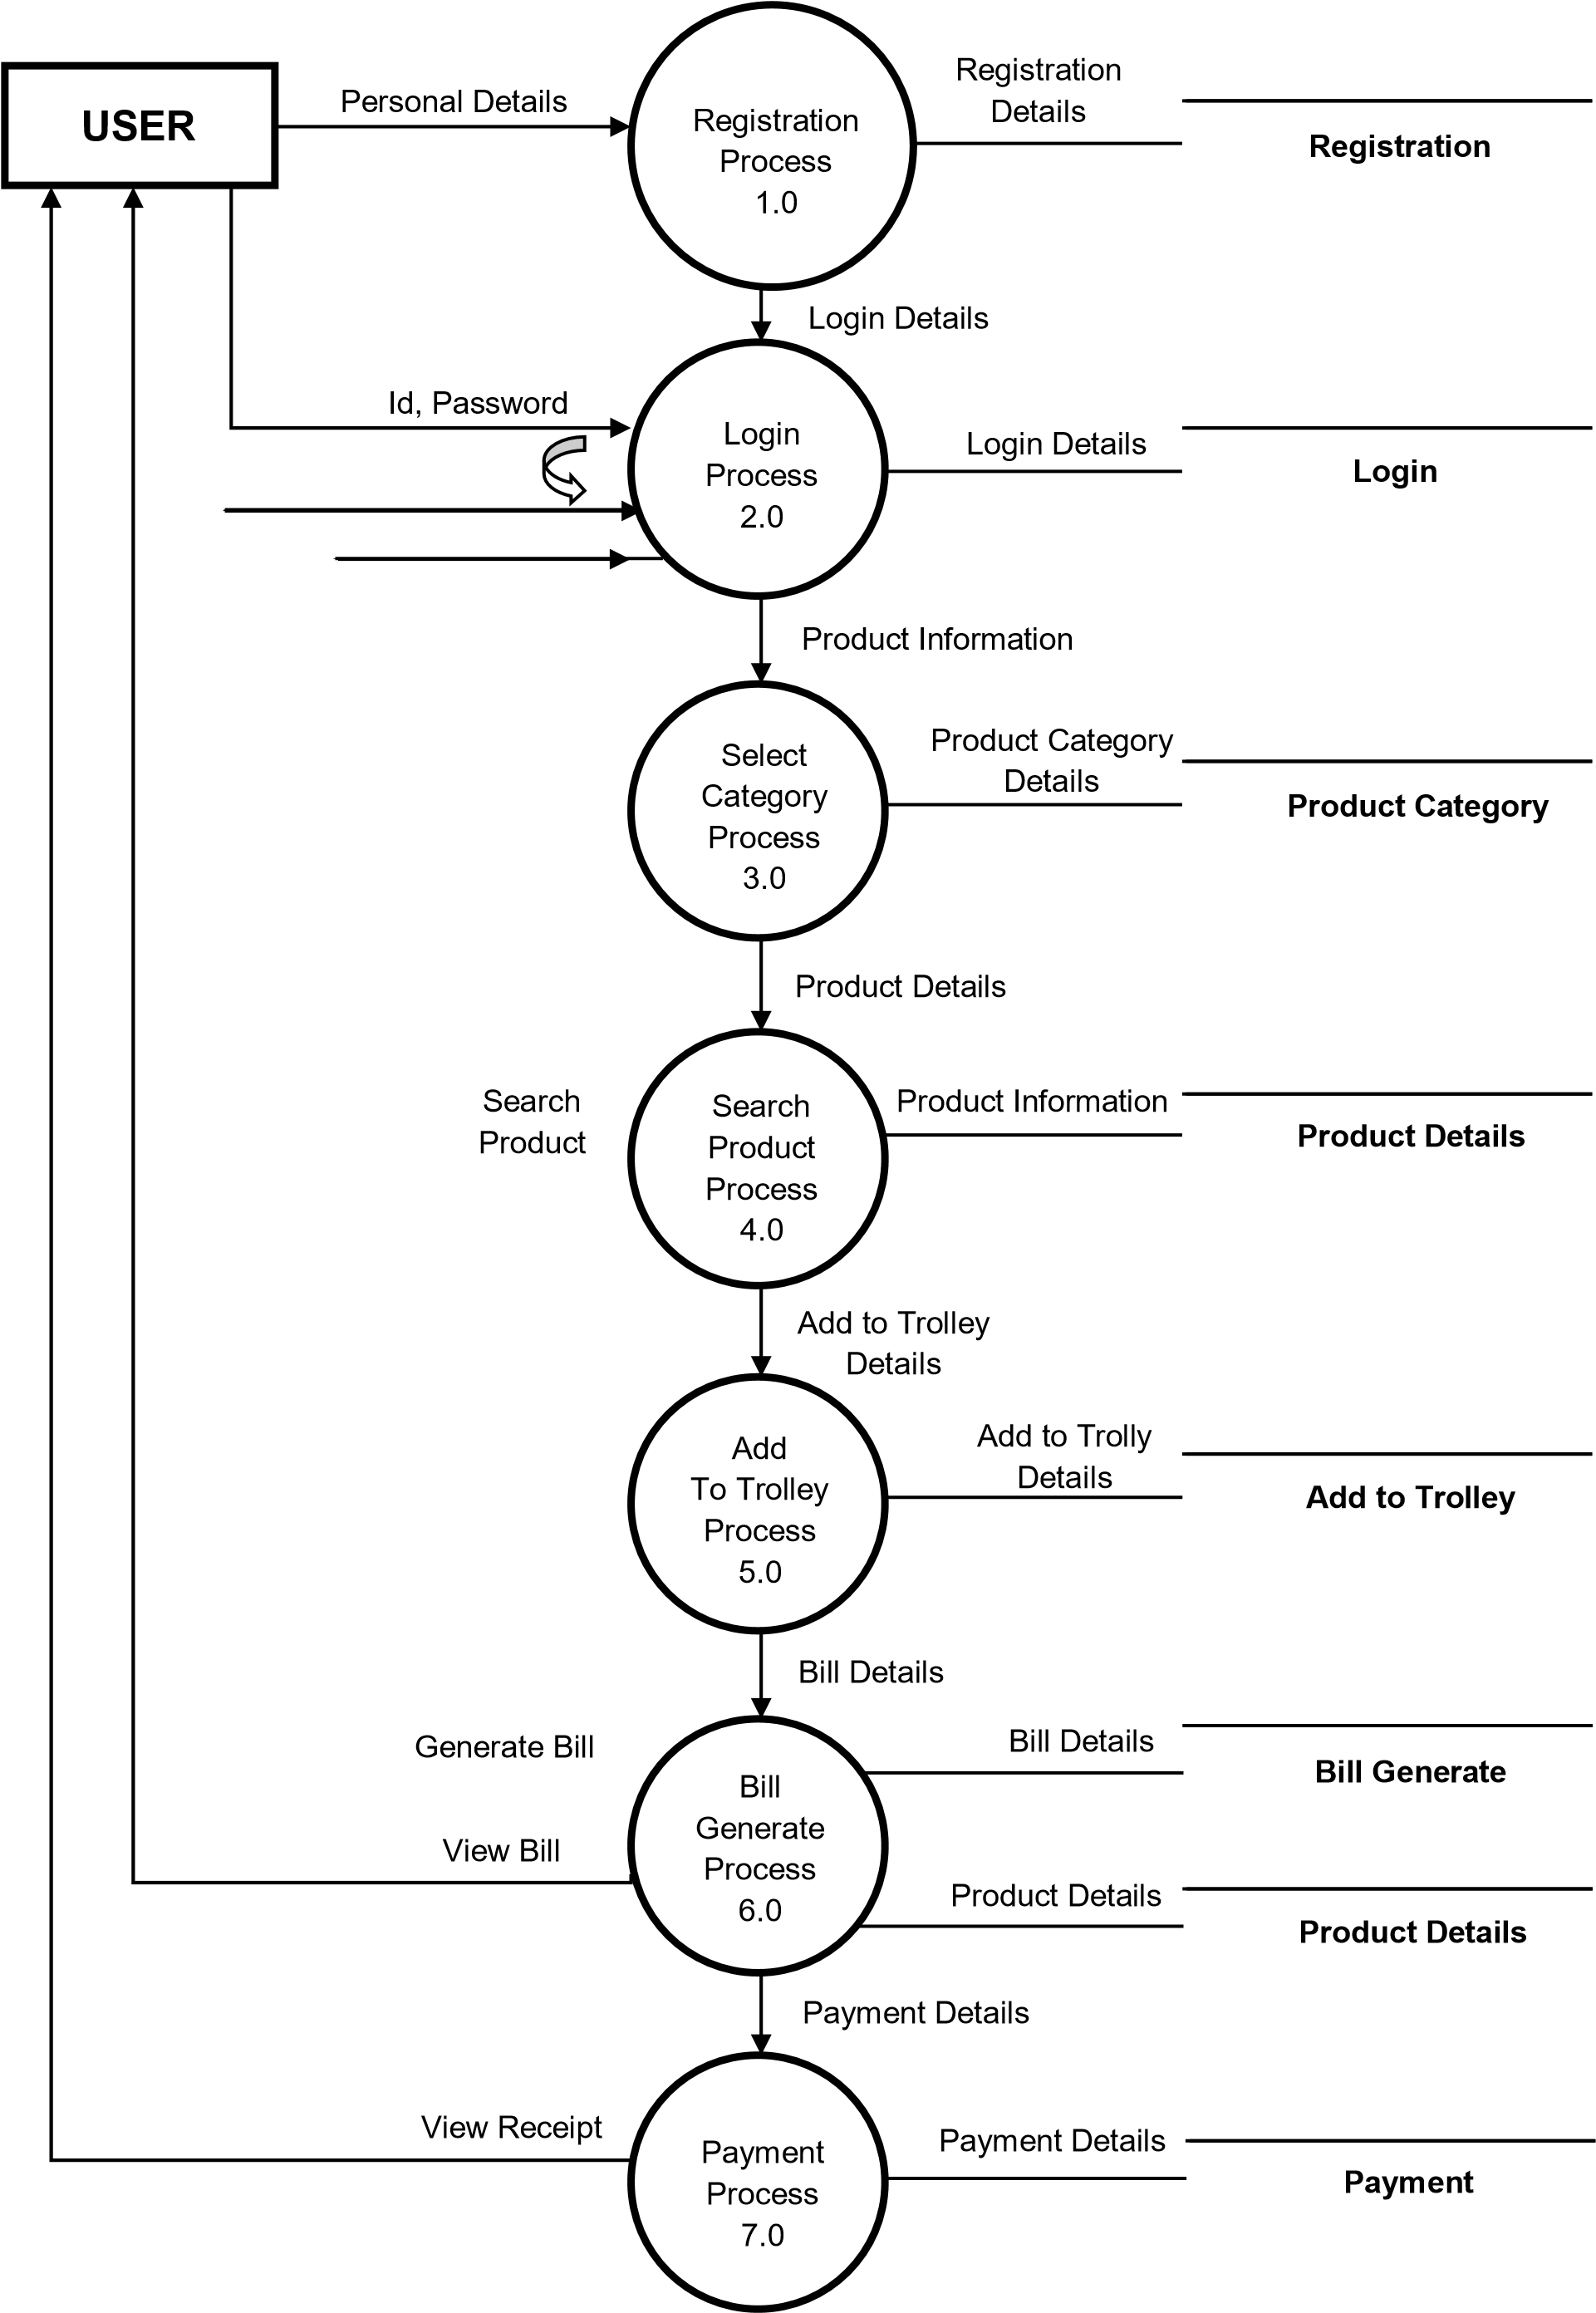 USER
Personal Details
Registration
Process
1.0
Registration
Details
Registration
Login Details
Id, Password
Login
Process
2.0
Login Details
Login
Product Information
Select
Category
Process
3.0
Product Category
Details
Product Category
Product Details
Search
Product
Search
Product
Process
4.0
Product Information
Product Details
Add to Trolley
Details
Add
To Trolley
Process
5.0
Add to Trolly
Details
Add to Trolley
Bill Details
Generate Bill
View Bill
Bill
Generate
Process
6.0
Bill Details
Bill Generate
Product Details
Product Details
Payment Details
View Receipt
Payment
Process
7.0
Payment Details
Payment